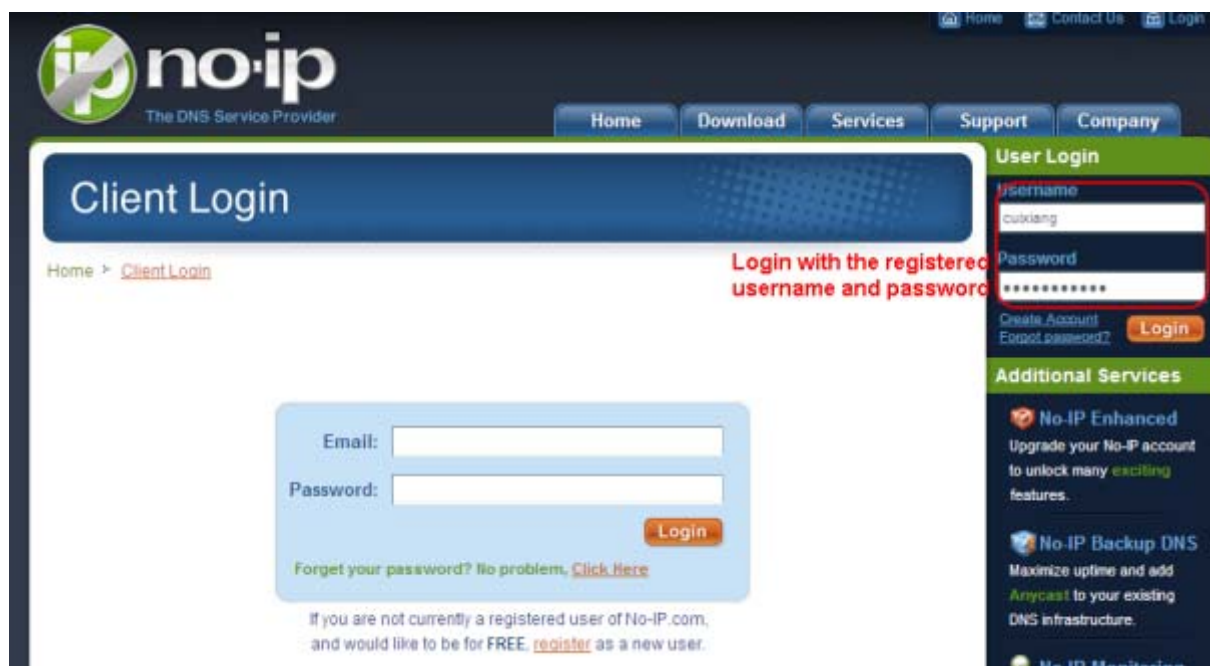 Home Contact Us Login
ip no·ip
The DNS Service Provider
Home Download Services Support Company
Client Login
Home > Client Login
Login with the registered
username and password
User Login
Username
cuixiang
Password
•••••••••••
Create Account
Forgot password?
Login
Additional Services
No-IP Enhanced
Upgrade your No-IP account
to unlock many exciting
features.
No-IP Backup DNS
Maximize uptime and add
Anycast to your existing
DNS infrastructure.
No-IP Monitoring
Email:
Password:
Login
Forget your password? No problem, Click Here
If you are not currently a registered user of No-IP.com,
and would like to be for FREE, register as a new user.